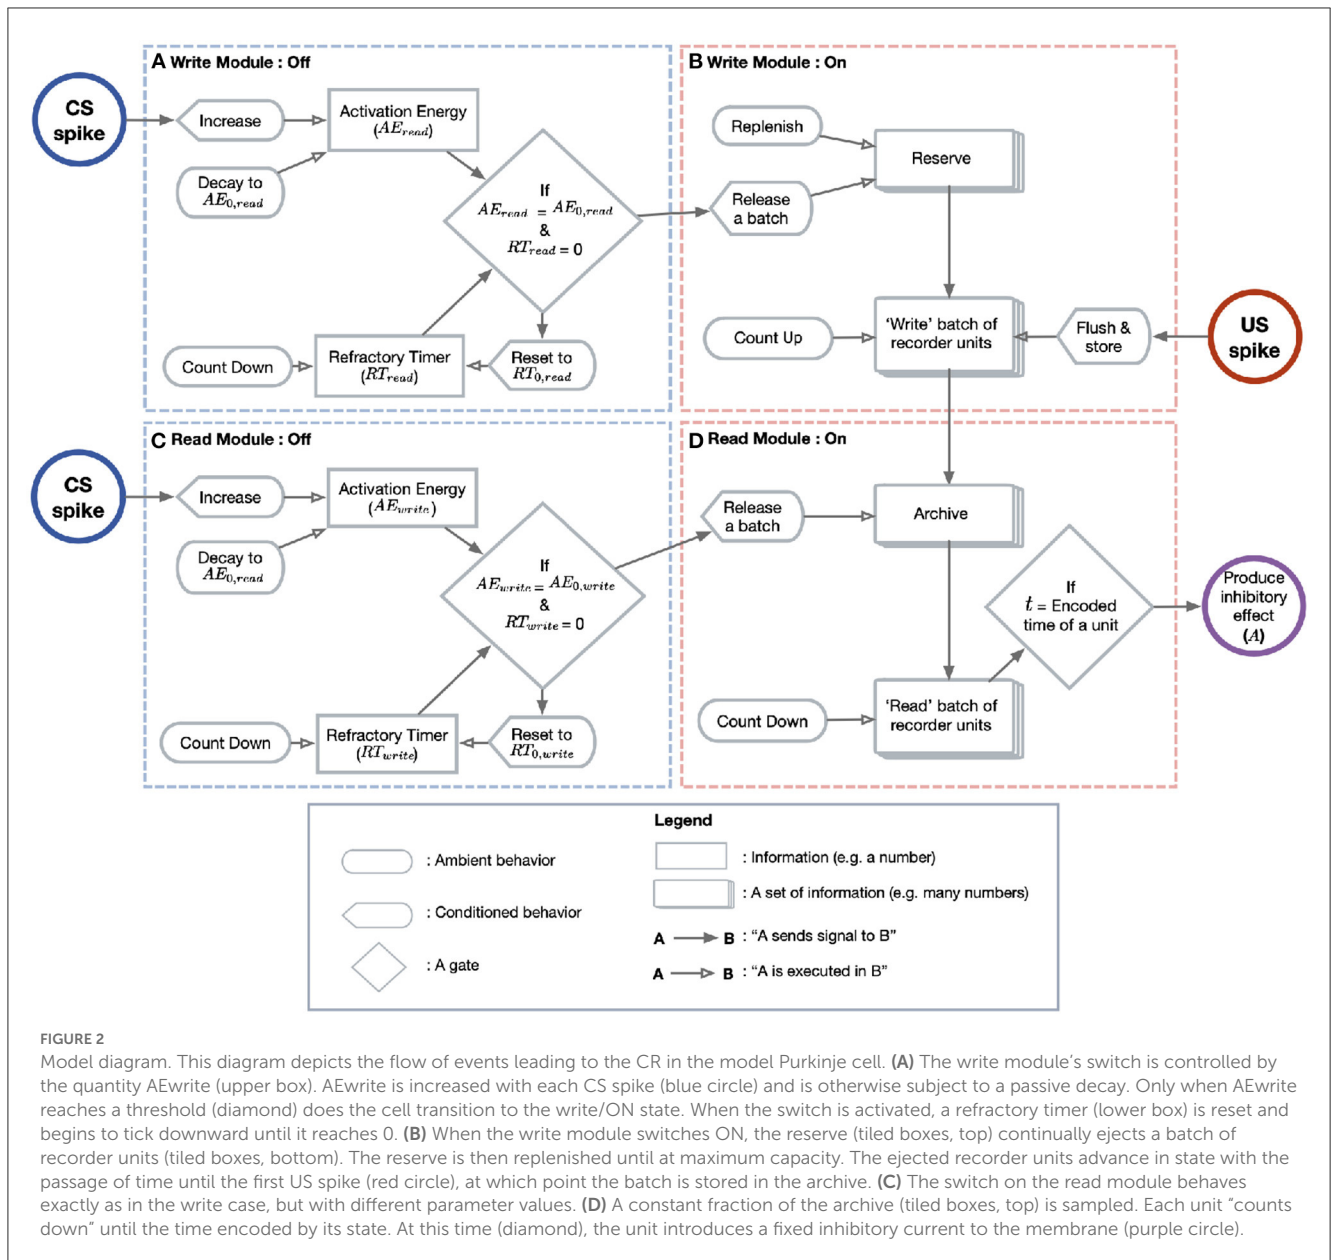 A Write Module : Off
CS
spike
Increase
Activation Energy
(AE_read)
Decay to
AE_0,read
If
AE_read = AE_0,read
&
RT_read = 0
Count Down
Refractory Timer
(RT_read)
Reset to
RT_0,read
B Write Module : On
Replenish
Reserve
Release
a batch
Count Up
'Write' batch of
recorder units
Flush &
store
US
spike
C Read Module : Off
CS
spike
Increase
Activation Energy
(AE_write)
Decay to
AE_0,read
If
AE_write = AE_0,write
&
RT_write = 0
Count Down
Refractory Timer
(RT_write)
Reset to
RT_0,write
D Read Module : On
Release
a batch
Archive
If
t = Encoded
time of a unit
Produce
inhibitory
effect
(A)
Count Down
'Read' batch of
recorder units
Legend
: Ambient behavior
: Conditioned behavior
: A gate
: Information (e.g. a number)
: A set of information (e.g. many numbers)
A B : "A sends signal to B"
A B : "A is executed in B"
FIGURE 2
Model diagram. This diagram depicts the flow of events leading to the CR in the model Purkinje cell. (A) The write module's switch is controlled by
the quantity AEwrite (upper box). AEwrite is increased with each CS spike (blue circle) and is otherwise subject to a passive decay. Only when AEwrite
reaches a threshold (diamond) does the cell transition to the write/ON state. When the switch is activated, a refractory timer (lower box) is reset and
begins to tick downward until it reaches 0. (B) When the write module switches ON, the reserve (tiled boxes, top) continually ejects a batch of
recorder units (tiled boxes, bottom). The reserve is then replenished until at maximum capacity. The ejected recorder units advance in state with the
passage of time until the first US spike (red circle), at which point the batch is stored in the archive. (C) The switch on the read module behaves
exactly as in the write case, but with different parameter values. (D) A constant fraction of the archive (tiled boxes, top) is sampled. Each unit "counts
down" until the time encoded by its state. At this time (diamond), the unit introduces a fixed inhibitory current to the membrane (purple circle).